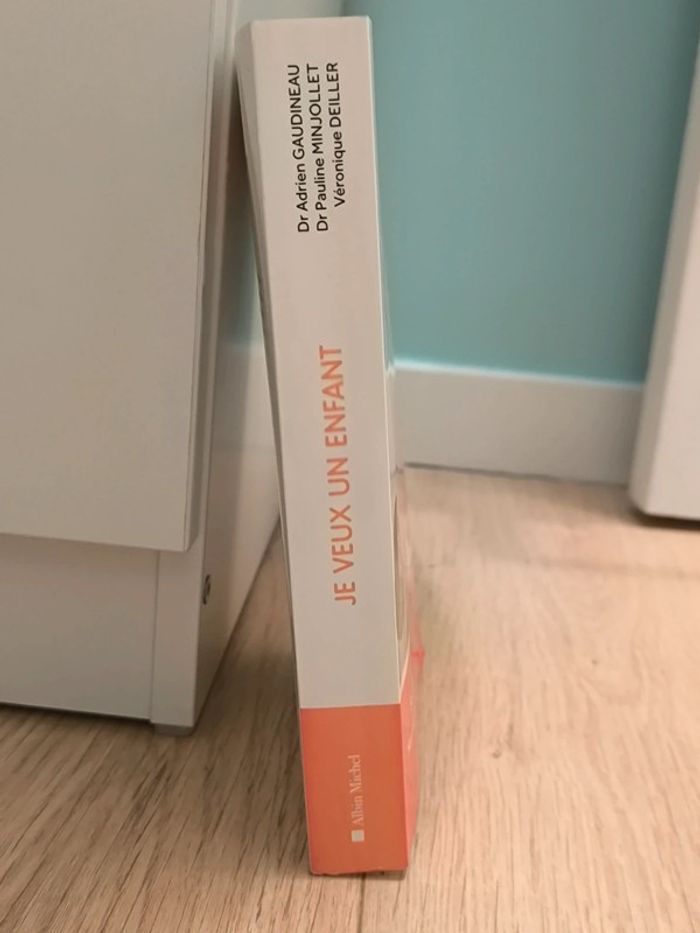 Dr Adrien GAUDINEAU
Dr Pauline MINJOLLET
Véronique DEILLER
JE VEUX UN ENFANT
Albin Michel